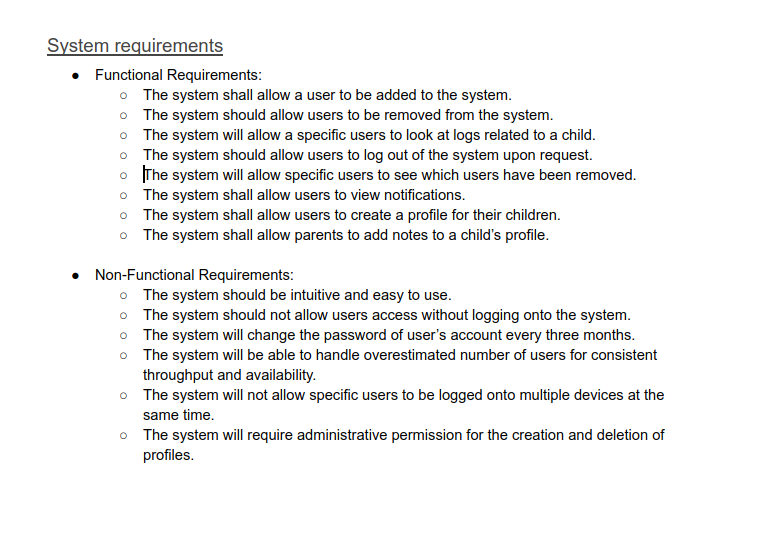 System requirements
● Functional Requirements:
○ The system shall allow a user to be added to the system.
○ The system should allow users to be removed from the system.
○ The system will allow a specific users to look at logs related to a child.
○ The system should allow users to log out of the system upon request.
○ The system will allow specific users to see which users have been removed.
○ The system shall allow users to view notifications.
○ The system shall allow users to create a profile for their children.
○ The system shall allow parents to add notes to a child’s profile.
● Non-Functional Requirements:
○ The system should be intuitive and easy to use.
○ The system should not allow users access without logging onto the system.
○ The system will change the password of user’s account every three months.
○ The system will be able to handle overestimated number of users for consistent
throughput and availability.
○ The system will not allow specific users to be logged onto multiple devices at the
same time.
○ The system will require administrative permission for the creation and deletion of
profiles.